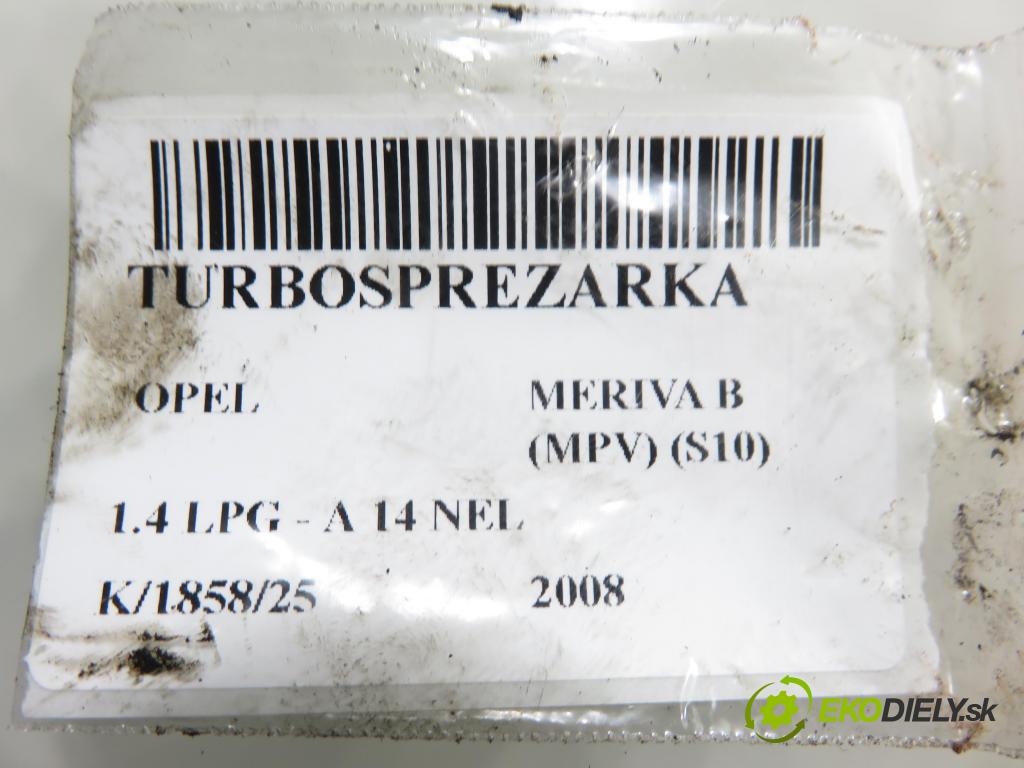 TURBOSPREZARKA
OPEL MERIVA B
(MPV) (S10)
1.4 LPG - A 14 NEL
K/1858/25 2008
EKODIELY.sk